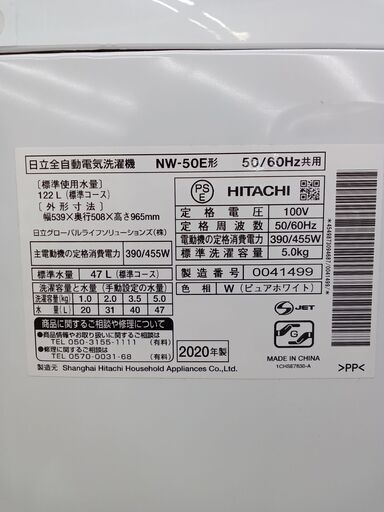 日立全自動電気洗濯機 NW-50E形 50/60Hz共用
〔標準使用水量〕
122 L（標準コース）
〔外形寸法〕
幅539×奥行508×高さ965mm
日立グローバルライフソリューションズ(株)
主電動機の定格消費電力 390/455W
標準水量 47 L（標準コース）
洗濯容量と水量（手動設定の水量）
洗濯容量(kg) 1.0 2.0 3.5 5.0
水量(L) 20 31 40 47
商品に関するご相談や修理について
商品の問合せやお取り扱い・お手入れなどのご相談は
TEL 050-3155-1111（有料）
修理に関するご相談は
TEL 0570-0031-68（有料）
製造元 Shanghai Hitachi Household Appliances Co., Ltd.
PS
E
HITACHI
定格電圧 100V
定格周波数 50/60Hz
電動機の定格消費電力 390/455W
標準洗濯容量 5.0kg
製造番号 0041499
色相 W（ピュアホワイト）
S JET
2020年製
MADE IN CHINA
1CHSE7830-A
>PP<